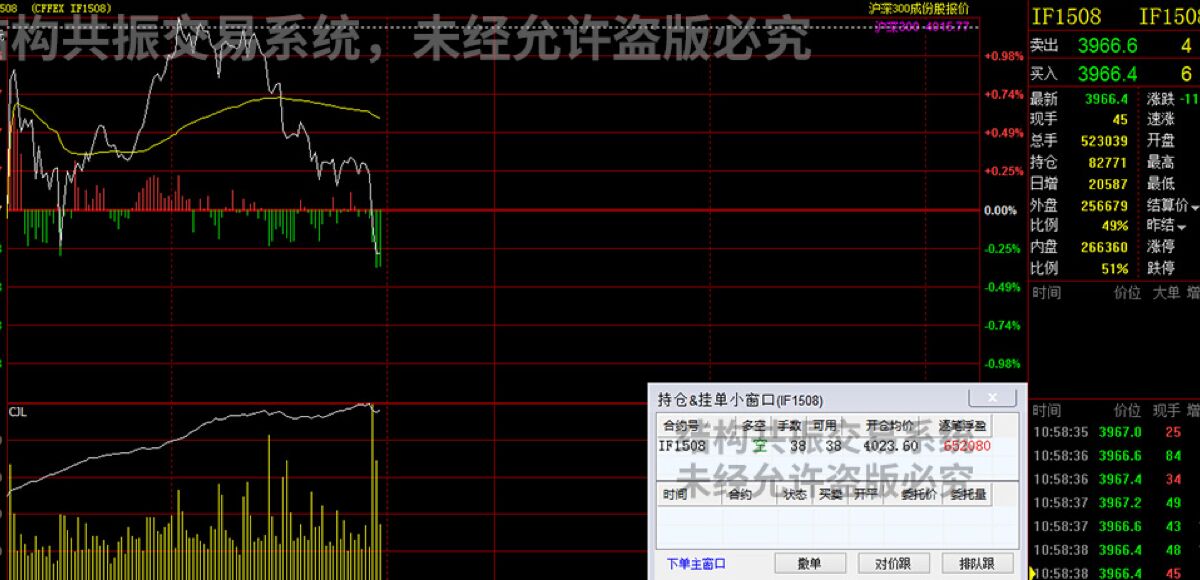 508 (CFFEX IF1508)
沪深300成份股报价
沪深300 4015.77
结构共振交易系统，未经允许盗版必究
+0.98%
+0.74%
+0.49%
+0.25%
0.00%
-0.25%
-0.49%
-0.74%
-0.98%
CJL
IF1508 IF150
卖出 3966.6 4
买入 3966.4 6
最新 3966.4 涨跌 -11
现手 45 速涨
总手 523039 开盘
持仓 82771 最高
日增 20587 最低
外盘 256679 结算价
比例 49% 昨结
内盘 266360 涨停
比例 51% 跌停
时间 价位 大单 增
时间 价位 现手 增
10:58:35 3967.0 25
10:58:36 3966.6 84
10:58:36 3967.4 34
10:58:37 3967.2 49
10:58:37 3966.6 43
10:58:38 3966.4 48
10:58:38 3966.4 45
持仓&挂单小窗口(IF1508)
合约号 多空 手数 可用 开仓均价 逐笔浮盈
IF1508 空 38 38 4023.60 652080
结构共振交易系统
未经允许盗版必究
时间 合约 状态 买卖 开平 委托价 委托量
下单主窗口 撤单 对价跟 排队跟